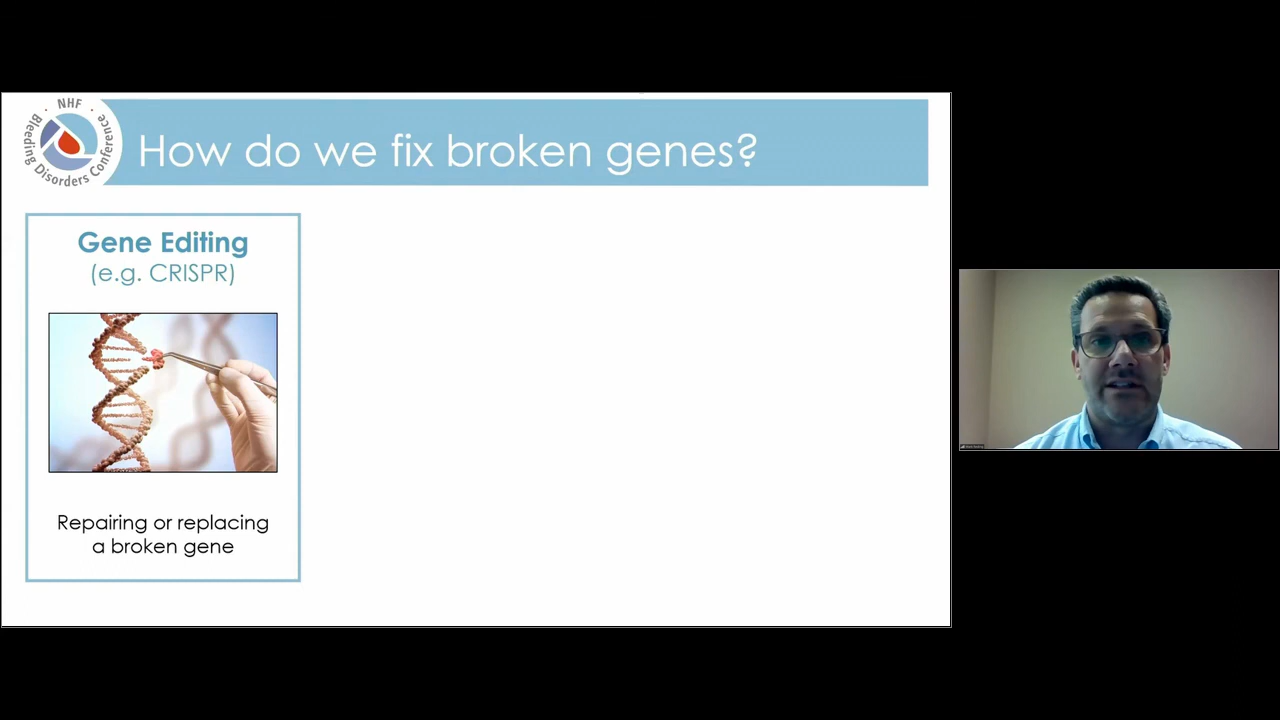 NHF
Bleeding Disorders Conference
How do we fix broken genes?
Gene Editing
(e.g. CRISPR)
Repairing or replacing
a broken gene